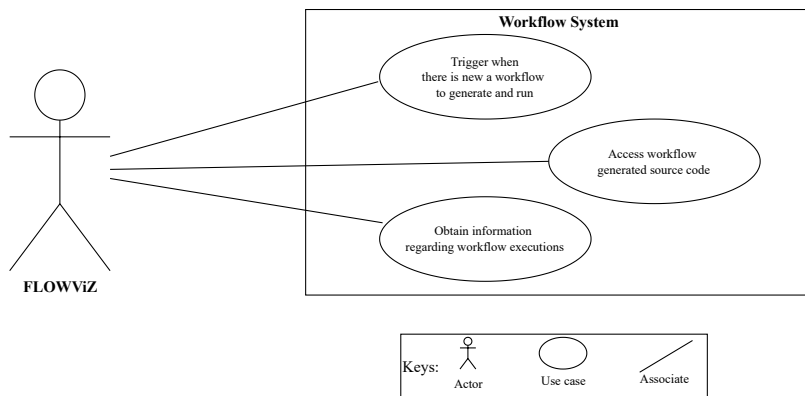 Workflow System
Trigger when
there is new a workflow
to generate and run
Access workflow
generated source code
Obtain information
regarding workflow executions
FLOWViZ
Keys:
Actor
Use case
Associate